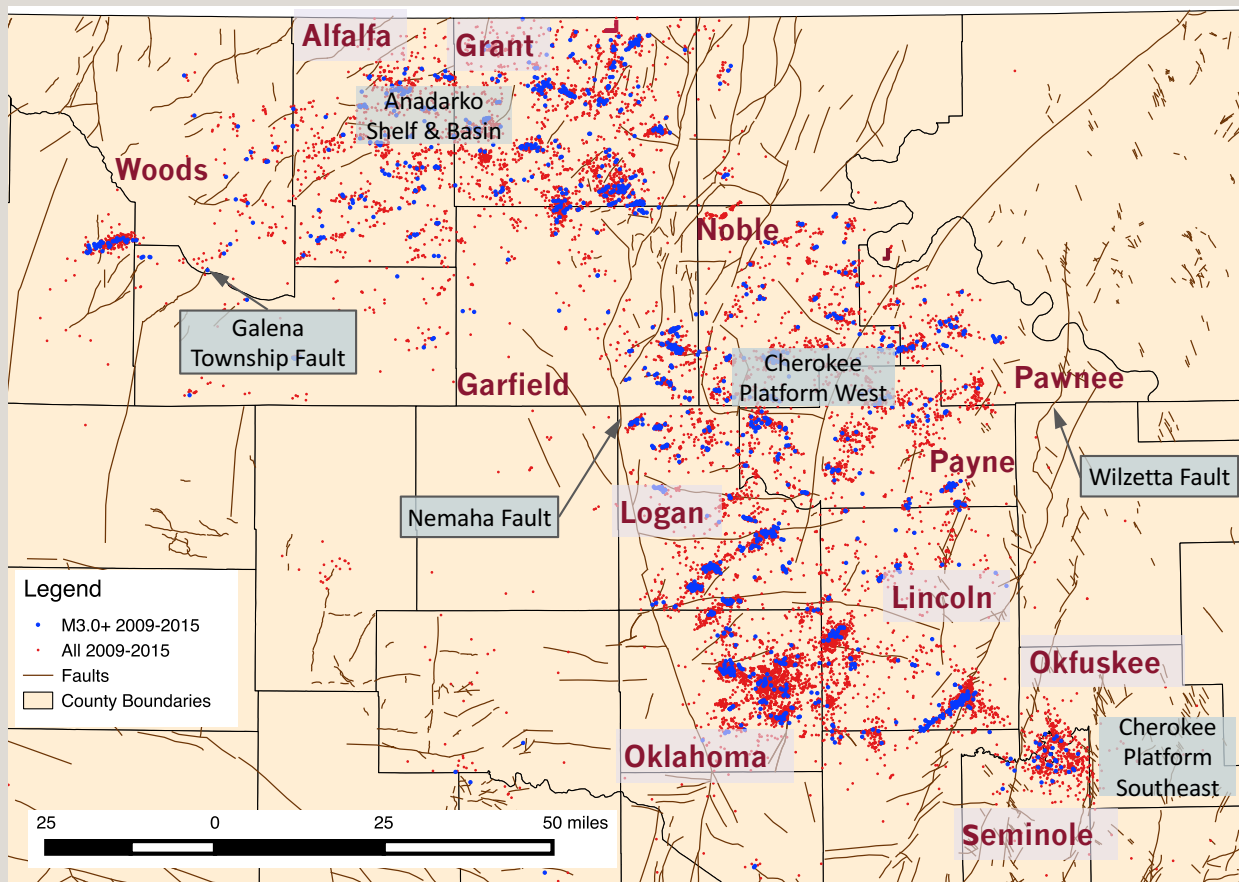 Alfalfa
Grant
Anadarko
Shelf & Basin
Woods
Noble
Galena
Township Fault
Garfield
Cherokee
Platform West
Pawnee
Payne
Wilzetta Fault
Nemaha Fault
Logan
Lincoln
Legend
M3.0+ 2009-2015
All 2009-2015
Faults
County Boundaries
Okfuskee
Oklahoma
Cherokee
Platform
Southeast
Seminole
25 0 25 50 miles